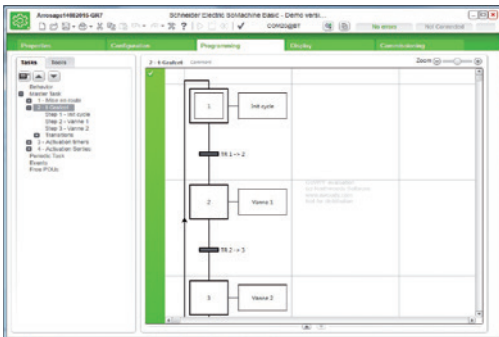 Arrosage14082016-GR7 Schneider Electric SoMachine Basic - Demo versi...
COM20@BT No errors Not Connected
Properties Configuration Programming Display Commissioning
Tasks Tools
Behavior
Master Task
1 - Mise en route
2 - Grafcet
Step 1 - Init cycle
Step 2 - Vanne 1
Step 3 - Vanne 2
Transitions
3 - Activation timers
4 - Activation Sorties
Periodic Task
Events
Free POUs
2 - Grafcet Comment Zoom
1 Init cycle
TR 1 -> 2
2 Vanne 1
TR 2 -> 3
3 Vanne 2